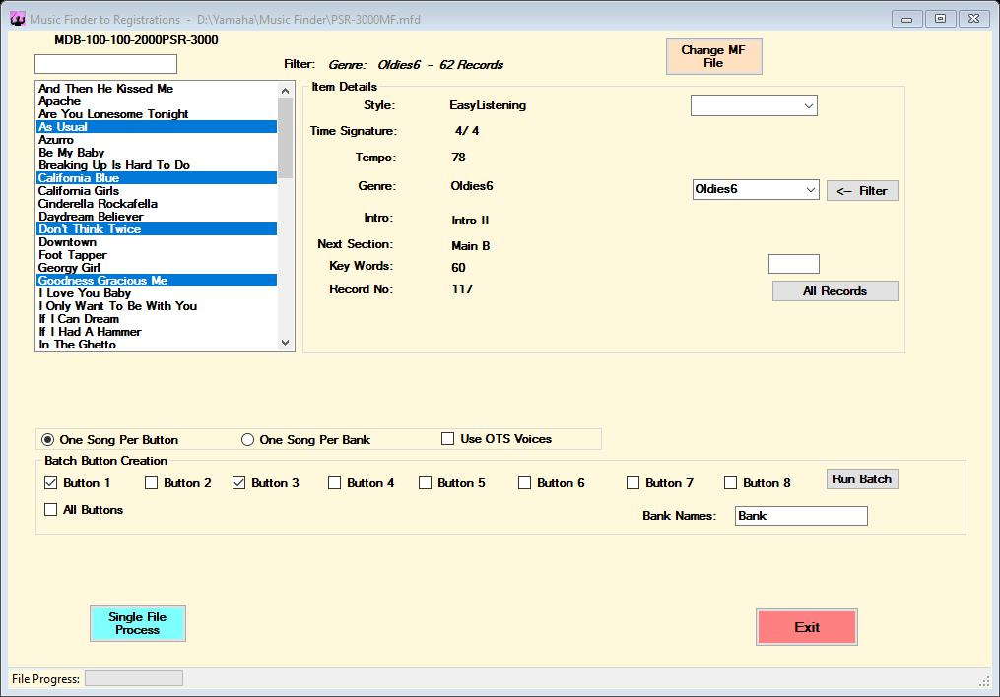 Music Finder to Registrations - D:\Yamaha\Music Finder\PSR-3000MF.mfd
MDB-100-100-2000PSR-3000
Filter: Genre: Oldies6 - 62 Records
Change MF
File
And Then He Kissed Me
Apache
Are You Lonesome Tonight
As Usual
Azurro
Be My Baby
Breaking Up Is Hard To Do
California Blue
California Girls
Cinderella Rockafella
Daydream Believer
Don't Think Twice
Downtown
Foot Tapper
Georgy Girl
Goodness Gracious Me
I Love You Baby
I Only Want To Be With You
If I Can Dream
If I Had A Hammer
In The Ghetto
Item Details
Style: EasyListening
Time Signature: 4/ 4
Tempo: 78
Genre: Oldies6
Oldies6
<-- Filter
Intro: Intro II
Next Section: Main B
Key Words: 60
Record No: 117
All Records
One Song Per Button
One Song Per Bank
Use OTS Voices
Batch Button Creation
Button 1
Button 2
Button 3
Button 4
Button 5
Button 6
Button 7
Button 8
Run Batch
All Buttons
Bank Names: Bank
Single File
Process
Exit
File Progress: